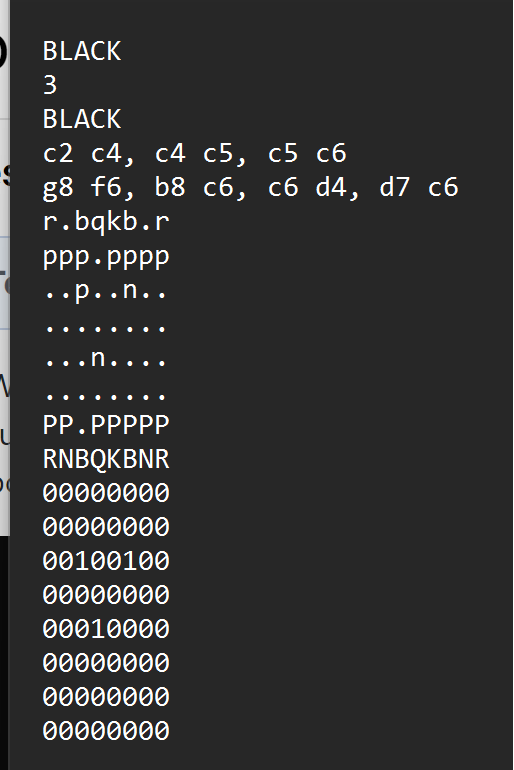 BLACK
3
BLACK
c2 c4, c4 c5, c5 c6
g8 f6, b8 c6, c6 d4, d7 c6
r.bqkb.r
ppp.pppp
..p..n..
........
...n....
........
PP.PPPPP
RNBQKBNR
00000000
00000000
00100100
00000000
00010000
00000000
00000000
00000000